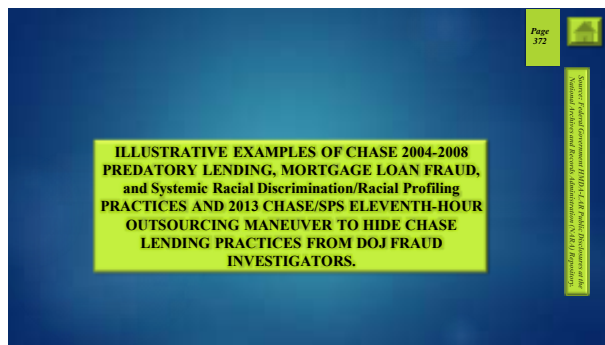 Page
372
ILLUSTRATIVE EXAMPLES OF CHASE 2004-2008
PREDATORY LENDING, MORTGAGE LOAN FRAUD,
and Systemic Racial Discrimination/Racial Profiling
PRACTICES AND 2013 CHASE/SPS ELEVENTH-HOUR
OUTSOURCING MANEUVER TO HIDE CHASE
LENDING PRACTICES FROM DOJ FRAUD
INVESTIGATORS.
Source: Federal Government HMDA-LAR Public Disclosures at the
National Archives and Records Administration (NARA) Repository.